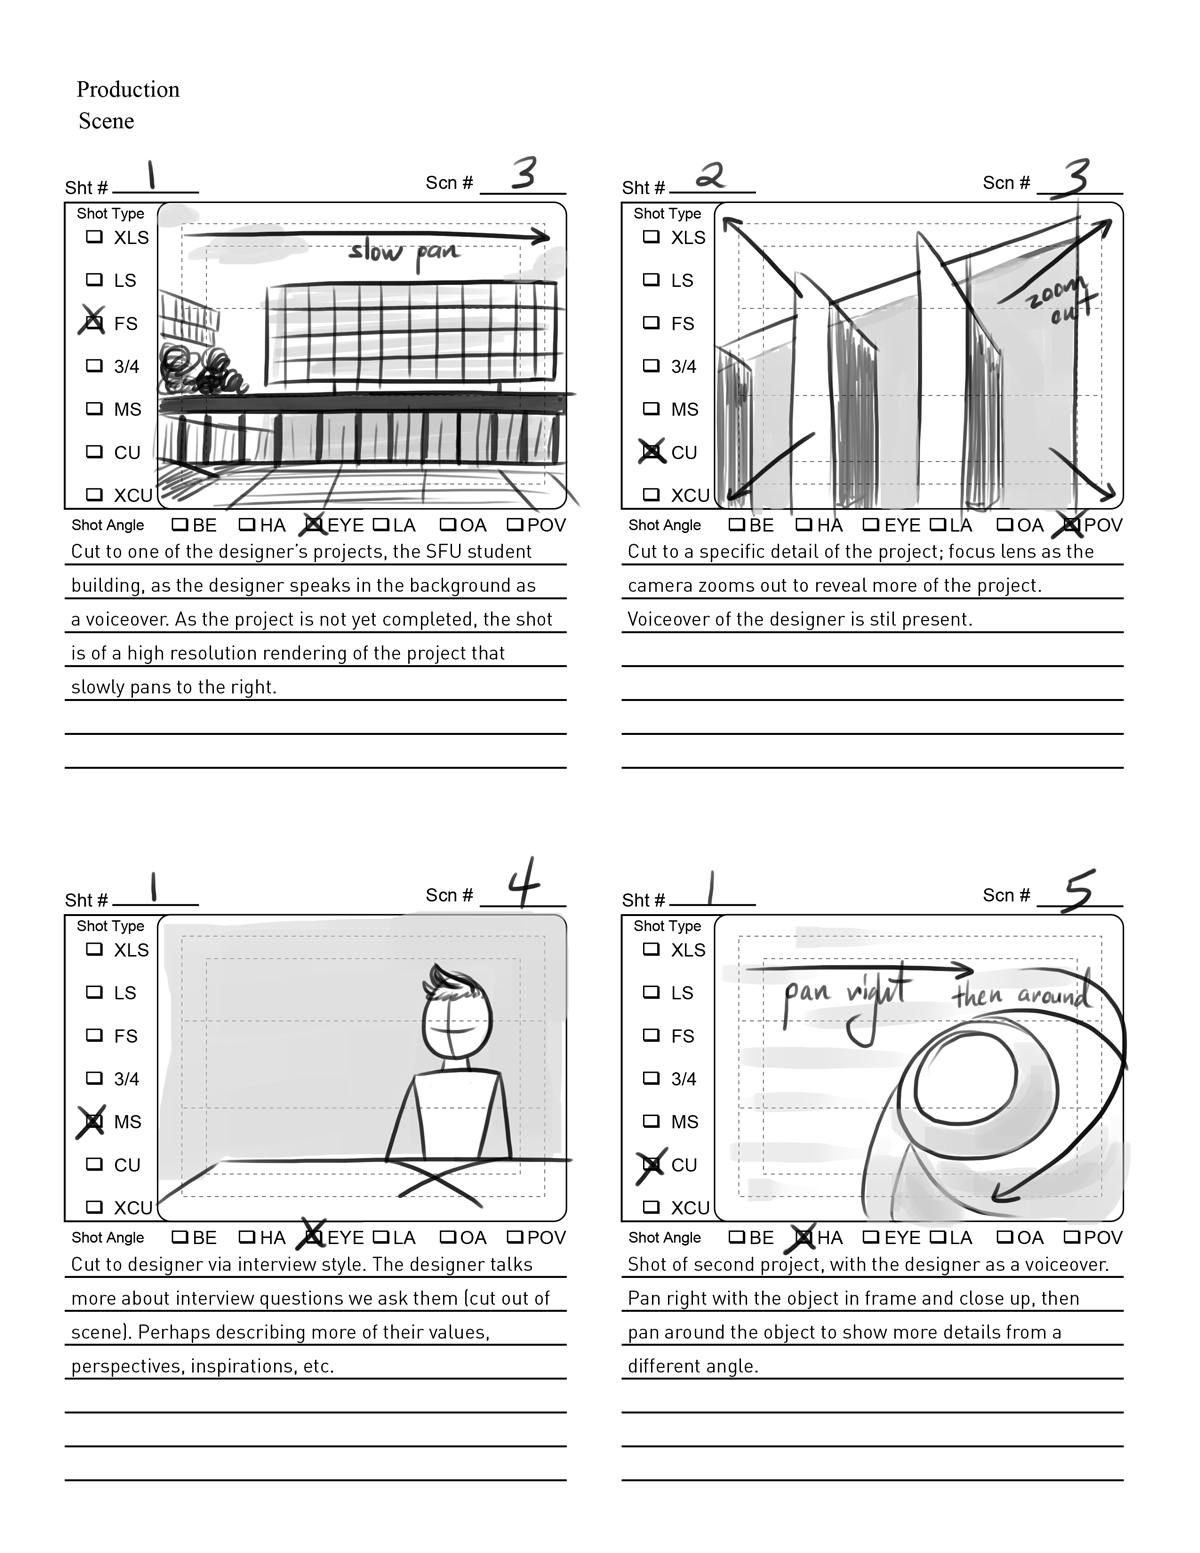 Production
Scene
Sht # 1 Scn # 3
Shot Type
XLS
LS
FS
3/4
MS
CU
XCU
slow pan
Shot Angle BE HA EYE LA OA POV
Cut to one of the designer's projects, the SFU student
building, as the designer speaks in the background as
a voiceover. As the project is not yet completed, the shot
is of a high resolution rendering of the project that
slowly pans to the right.
Sht # 2 Scn # 3
Shot Type
XLS
LS
FS
3/4
MS
CU
XCU
zoom
out
Shot Angle BE HA EYE LA OA POV
Cut to a specific detail of the project; focus lens as the
camera zooms out to reveal more of the project.
Voiceover of the designer is stil present.
Sht # 1 Scn # 4
Shot Type
XLS
LS
FS
3/4
MS
CU
XCU
Shot Angle BE HA EYE LA OA POV
Cut to designer via interview style. The designer talks
more about interview questions we ask them (cut out of
scene). Perhaps describing more of their values,
perspectives, inspirations, etc.
Sht # 1 Scn # 5
Shot Type
XLS
LS
FS
3/4
MS
CU
XCU
pan right then around
Shot Angle BE HA EYE LA OA POV
Shot of second project, with the designer as a voiceover.
Pan right with the object in frame and close up, then
pan around the object to show more details from a
different angle.